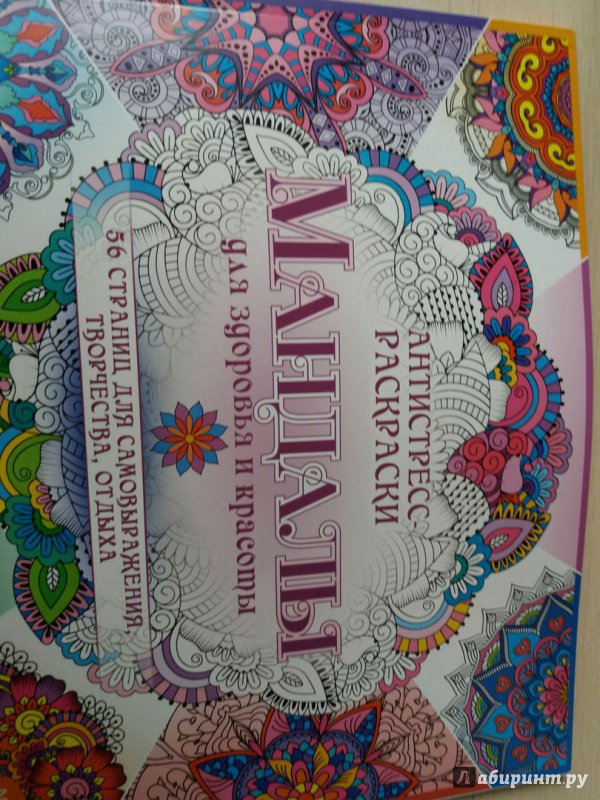 АНТИСТРЕСС-
РАСКРАСКИ
МАНДАЛЫ
для здоровья и красоты
56 СТРАНИЦ ДЛЯ САМОВЫРАЖЕНИЯ,
ТВОРЧЕСТВА, ОТДЫХА
лабиринт.ру